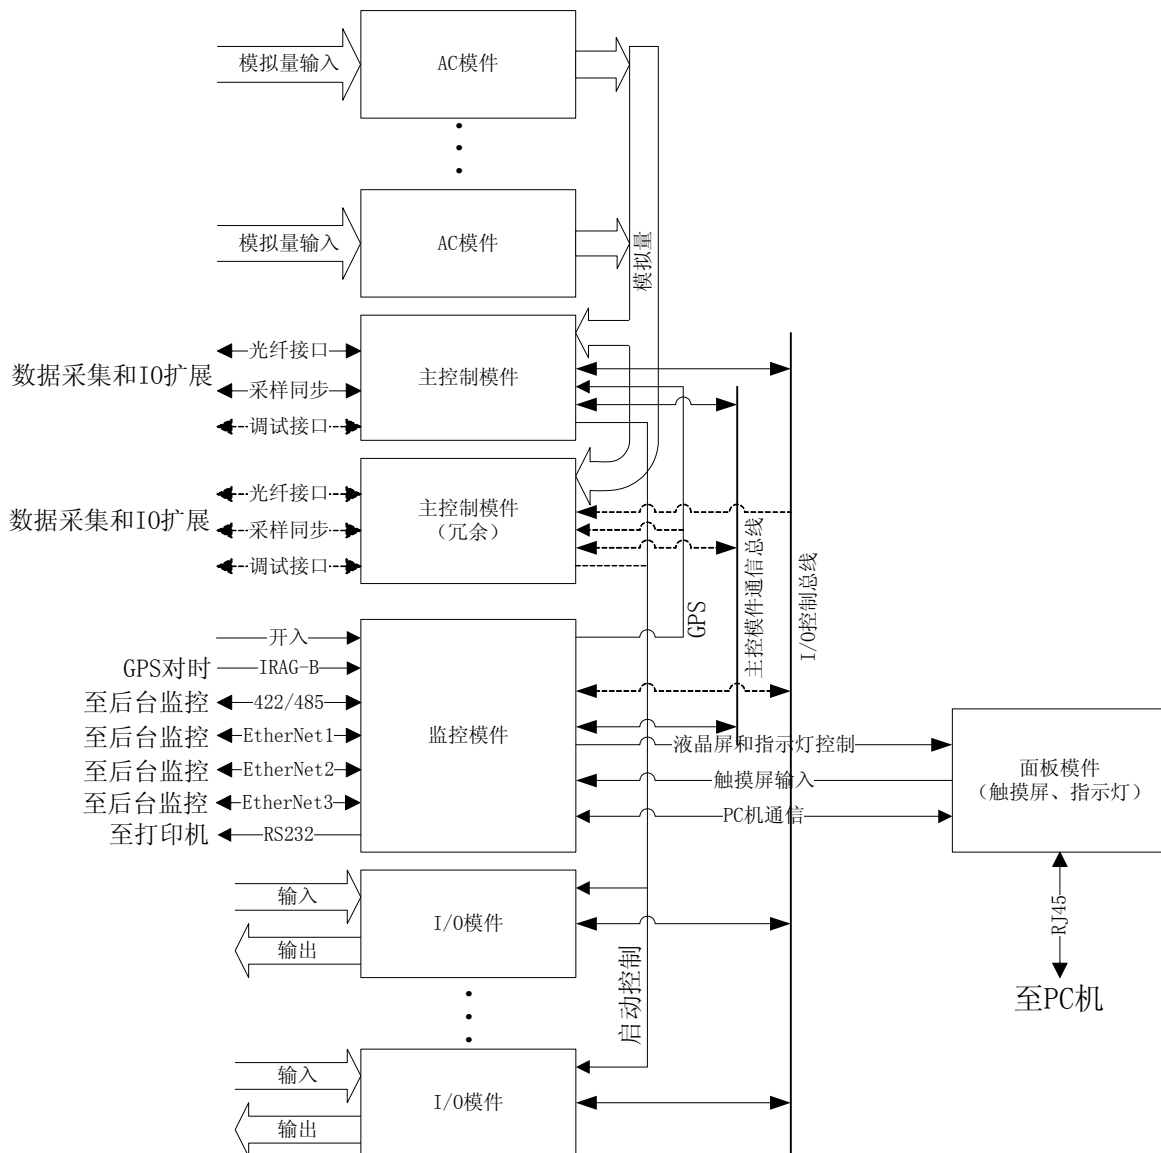 模拟量输入
AC模件
模拟量输入
AC模件
模拟量
数据采集和IO扩展
光纤接口
采样同步
调试接口
主控制模件
数据采集和IO扩展
光纤接口
采样同步
调试接口
主控制模件
（冗余）
GPS
主控模件通信总线
I/O控制总线
开入
GPS对时
IRAG-B
至后台监控
422/485
至后台监控
EtherNet1
至后台监控
EtherNet2
至后台监控
EtherNet3
至打印机
RS232
监控模件
液晶屏和指示灯控制
触摸屏输入
PC机通信
面板模件
（触摸屏、指示灯）
RJ45
至PC机
输入
输出
I/O模件
启动控制
输入
输出
I/O模件